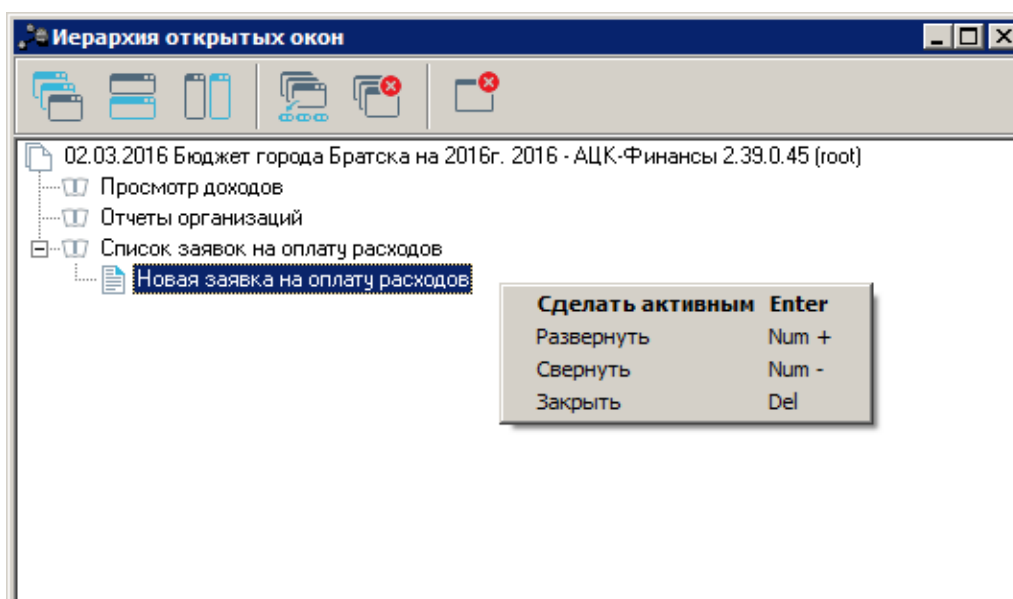 Иерархия открытых окон
02.03.2016 Бюджет города Братска на 2016г. 2016 - АЦК-Финансы 2.39.0.45 (root)
Просмотр доходов
Отчеты организаций
Список заявок на оплату расходов
Новая заявка на оплату расходов
Сделать активным Enter
Развернуть Num +
Свернуть Num -
Закрыть Del